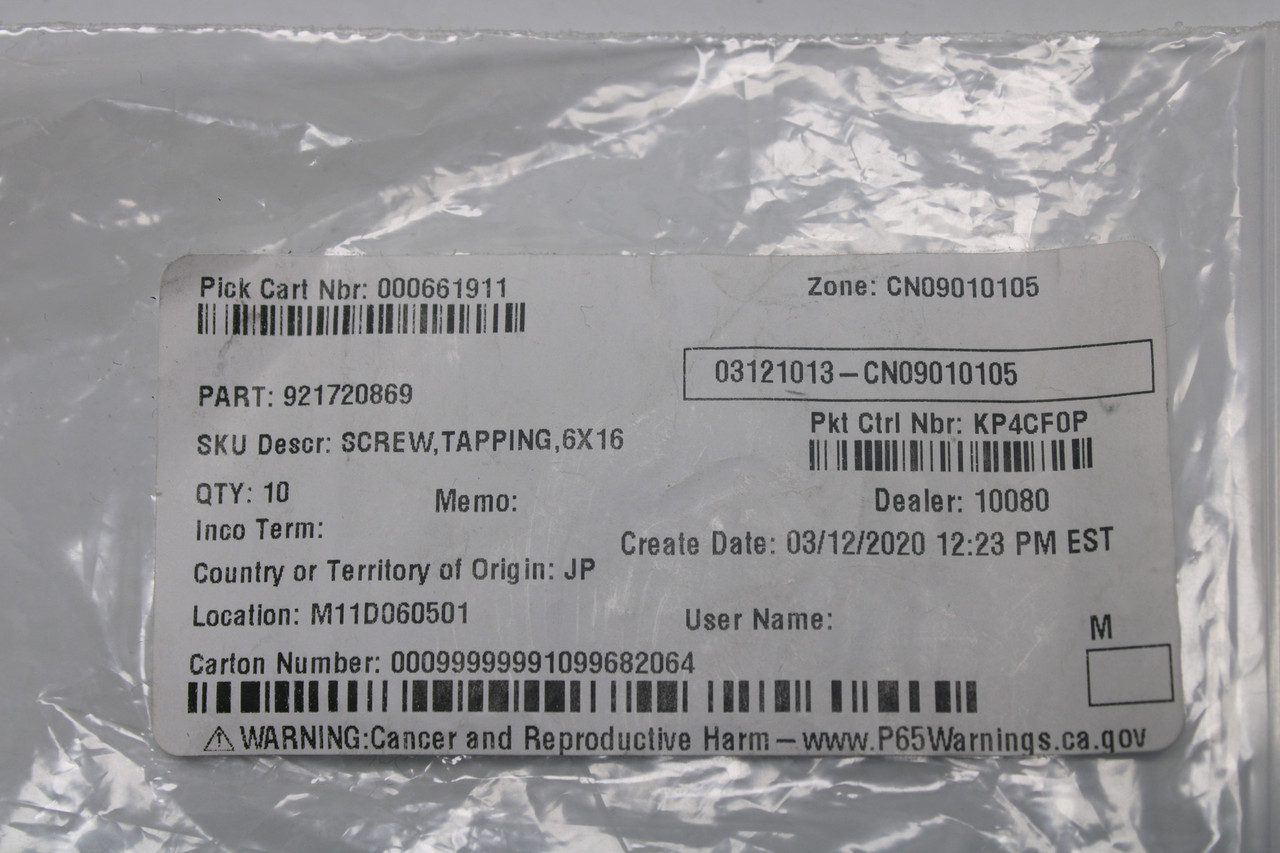 Pick Cart Nbr: 000661911
Zone: CN09010105
03121013-CN09010105
PART: 921720869
Pkt Ctrl Nbr: KP4CF0P
SKU Descr: SCREW,TAPPING,6X16
QTY: 10
Memo:
Dealer: 10080
Inco Term:
Create Date: 03/12/2020 12:23 PM EST
Country or Territory of Origin: JP
Location: M11D060501
User Name:
M
Carton Number: 00099999991099682064
⚠WARNING:Cancer and Reproductive Harm-www.P65Warnings.ca.gov